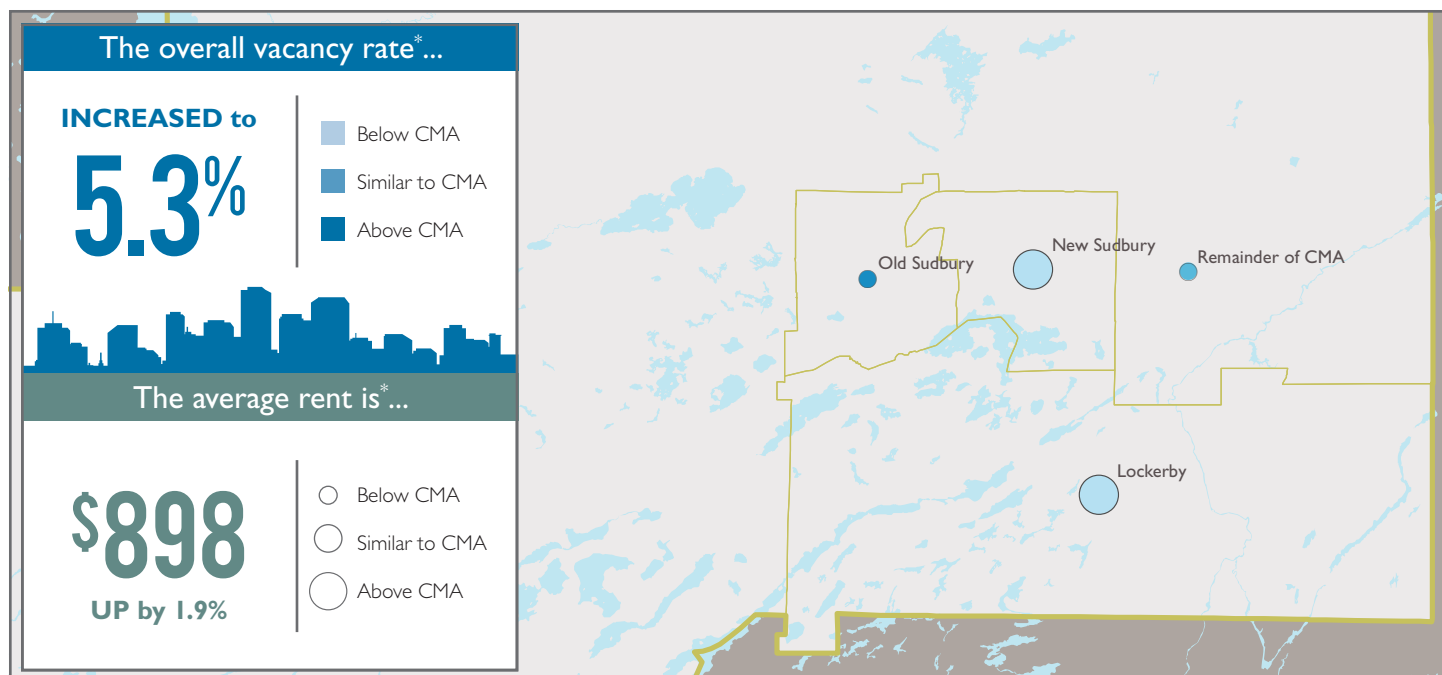 The overall vacancy rate*...
INCREASED to
5.3%
Below CMA
Similar to CMA
Above CMA
The average rent is*...
$898
UP by 1.9%
Below CMA
Similar to CMA
Above CMA
Old Sudbury
New Sudbury
Remainder of CMA
Lockerby